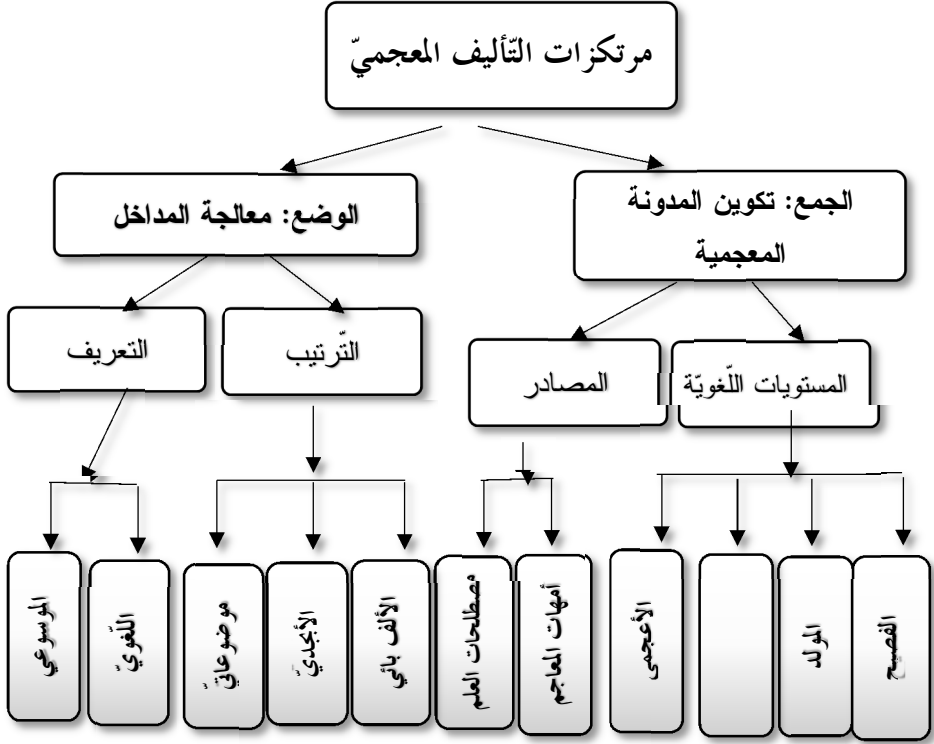 مرتكزات التّأليف المعجميّ
الجمع: تكوين المدونة
المعجمية
الوضع: معالجة المداخل
المستويات اللّغويّة
المصادر
التّرتيب
التعريف
الفصيح
المولد
الأعجمى
أمهات المعاجم
مصطلحات العلم
الألف بائي
الأبجديّ
موضوعاتيّ
اللّغويّ
الموسوعي